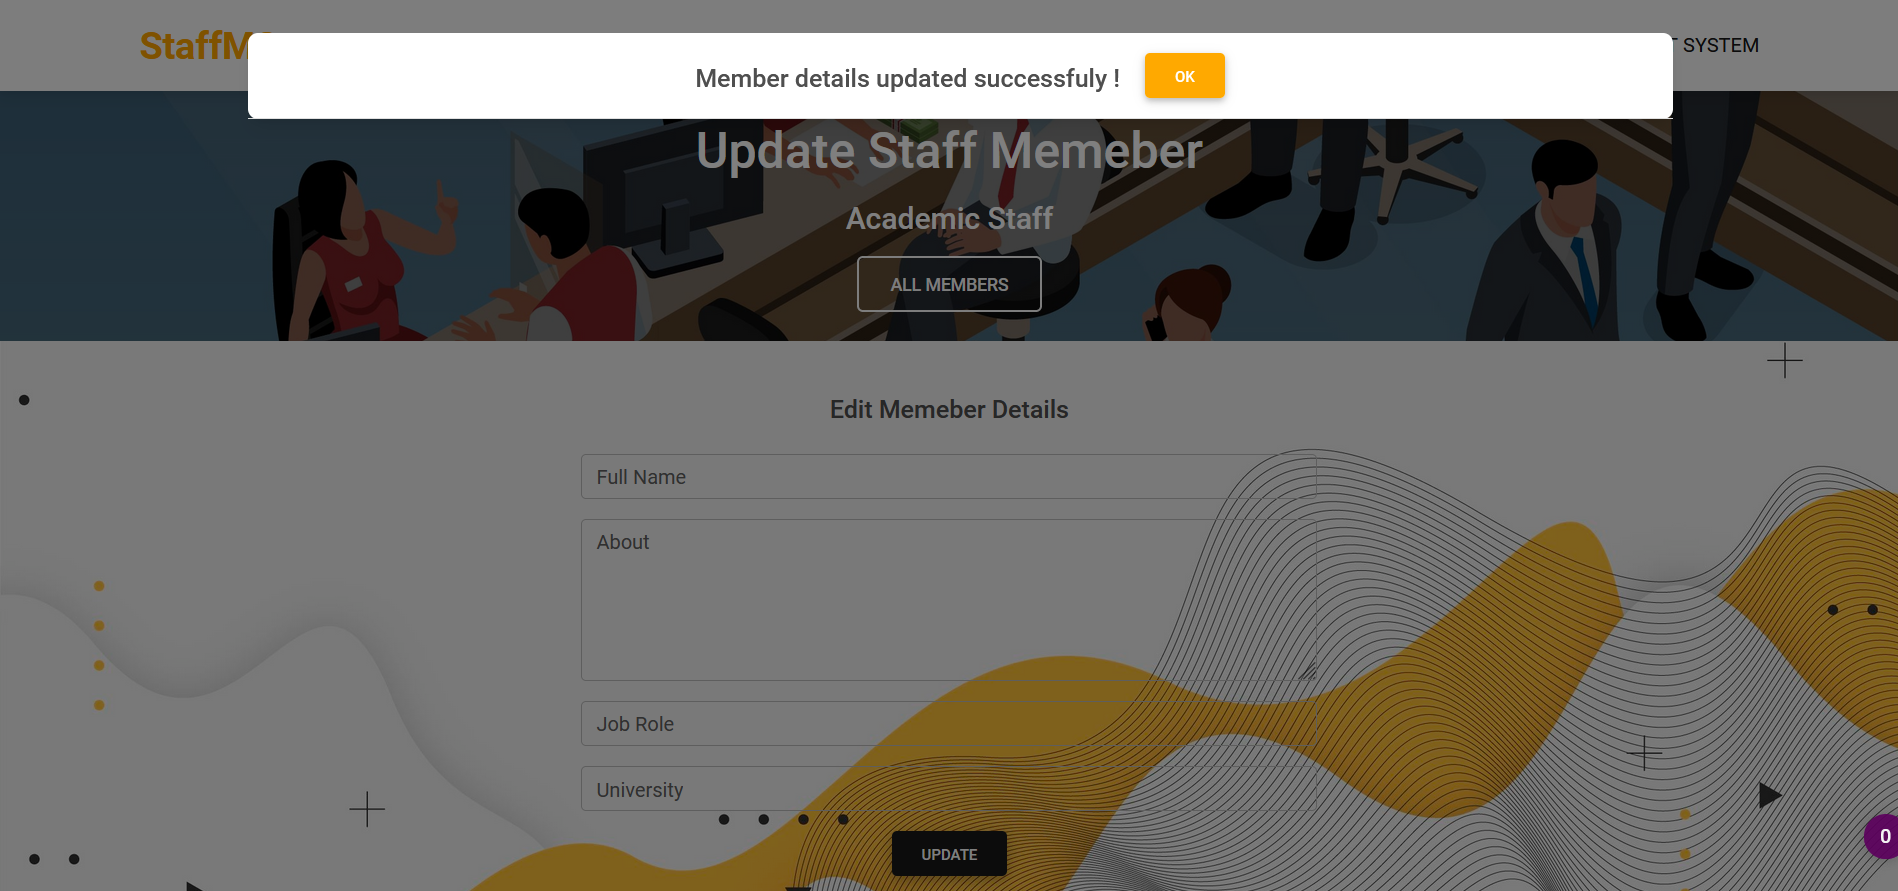 StaffM
T SYSTEM
Member details updated successfuly !
OK
Update Staff Memeber
Academic Staff
ALL MEMBERS
Edit Memeber Details
Full Name
About
Job Role
University
UPDATE
0